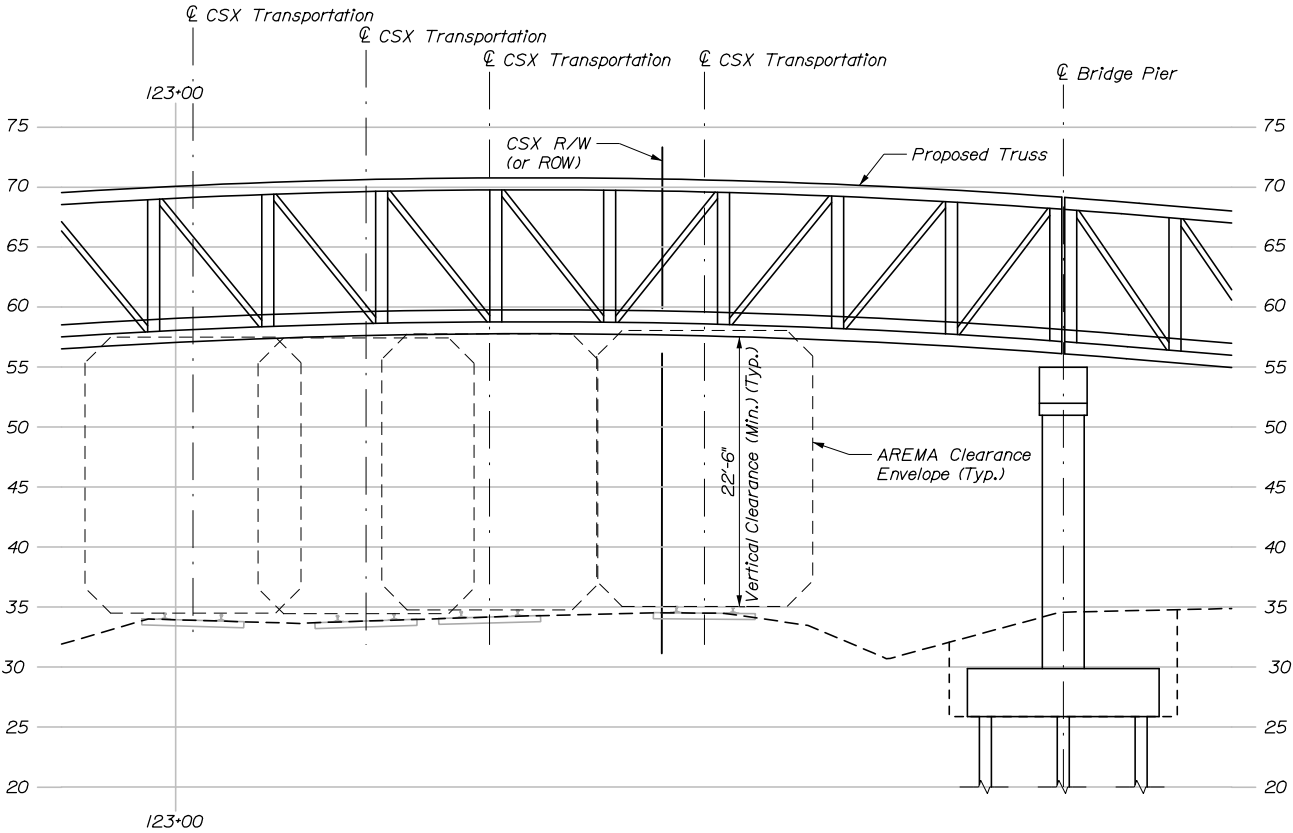 ℄ CSX Transportation
℄ CSX Transportation
℄ CSX Transportation
℄ CSX Transportation
℄ Bridge Pier
123+00
75
75
CSX R/W
(or ROW)
Proposed Truss
70
70
65
65
60
60
55
55
22'-6"
Vertical Clearance (Min.) (Typ.)
AREMA Clearance
Envelope (Typ.)
50
50
45
45
40
40
35
35
30
30
25
25
20
20
123+00